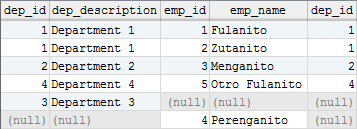 dep_id dep_description emp_id emp_name dep_id
1 Department 1 1 Fulanito 1
1 Department 1 2 Zutanito 1
2 Department 2 3 Menganito 2
4 Department 4 5 Otro Fulanito 4
3 Department 3 (null) (null) (null)
(null) (null) 4 Perenganito (null)